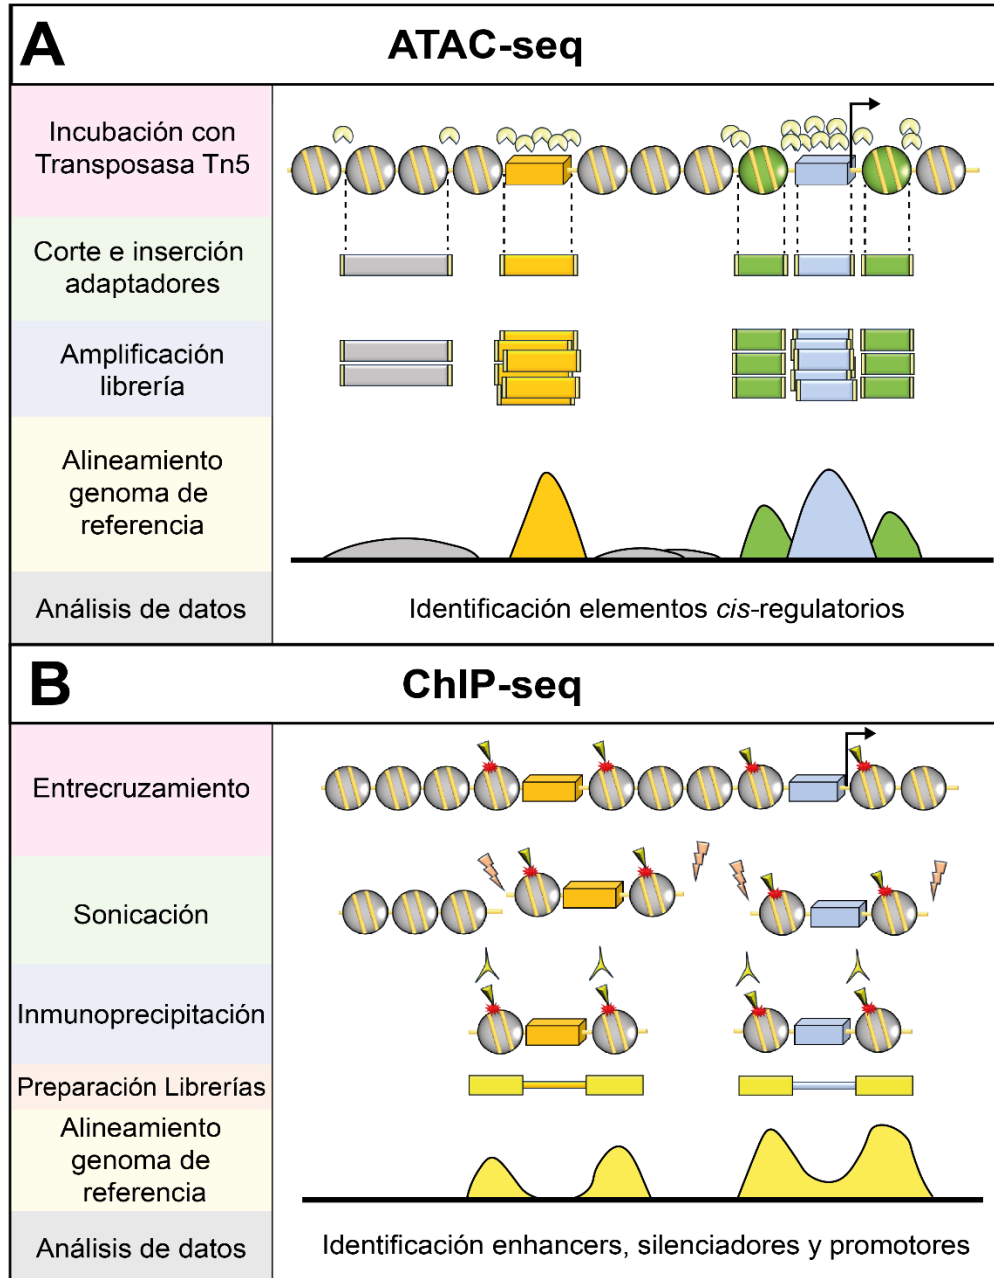 A
ATAC-seq
Incubación con
Transposasa Tn5
Corte e inserción
adaptadores
Amplificación
librería
Alineamiento
genoma de
referencia
Análisis de datos
Identificación elementos cis-regulatorios
B
ChIP-seq
Entrecruzamiento
Sonicación
Inmunoprecipitación
Preparación Librerías
Alineamiento
genoma de
referencia
Análisis de datos
Identificación enhancers, silenciadores y promotores